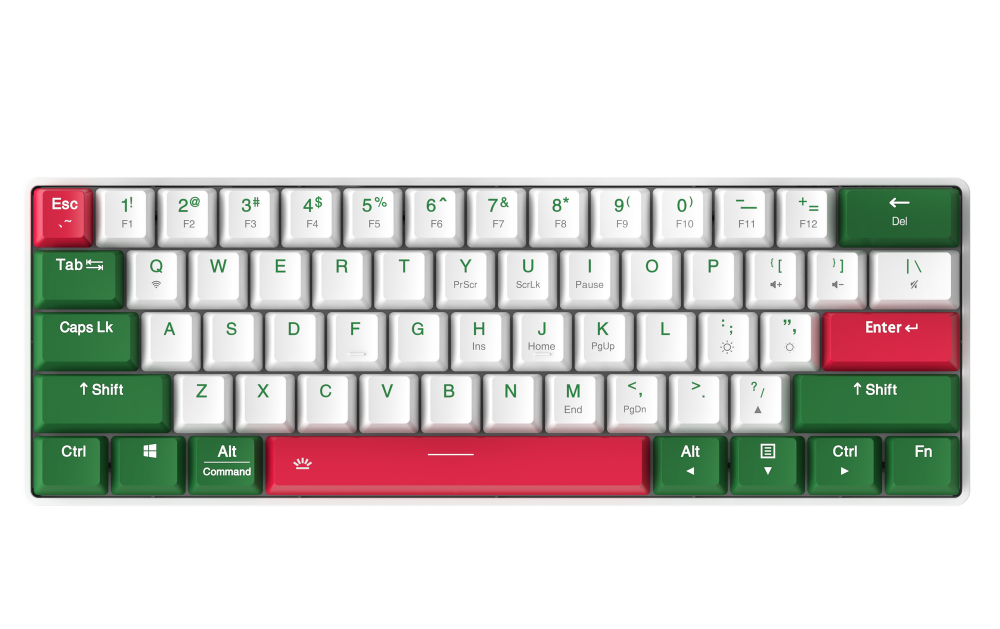 Esc 1! 2@ 3# 4$ 5% 6^ 7& 8* 9( 0) —_ += ←
`~ F1 F2 F3 F4 F5 F6 F7 F8 F9 F10 F11 F12 Del
Tab Q W E R T Y U I O P {[ }] |\
PrScr ScrLk Pause
Caps Lk A S D F G H J K L :; ”, Enter
Ins Home PgUp
↑ Shift Z X C V B N M <, >. ?/ ↑ Shift
End PgDn ▲
Ctrl Alt Alt Ctrl Fn
Command ◄ ▼ ►